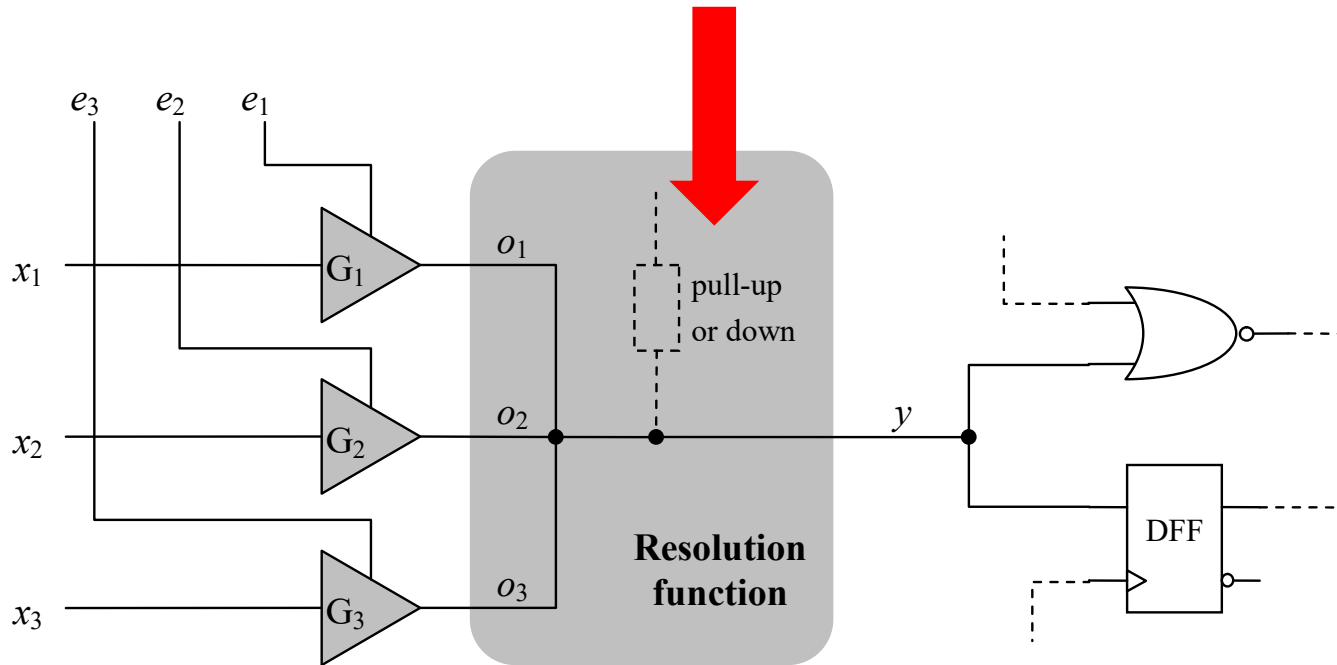 e₃ e₂ e₁
x₁
G₁
o₁
pull-up
or down
x₂
G₂
o₂
y
x₃
G₃
o₃
Resolution
function
DFF